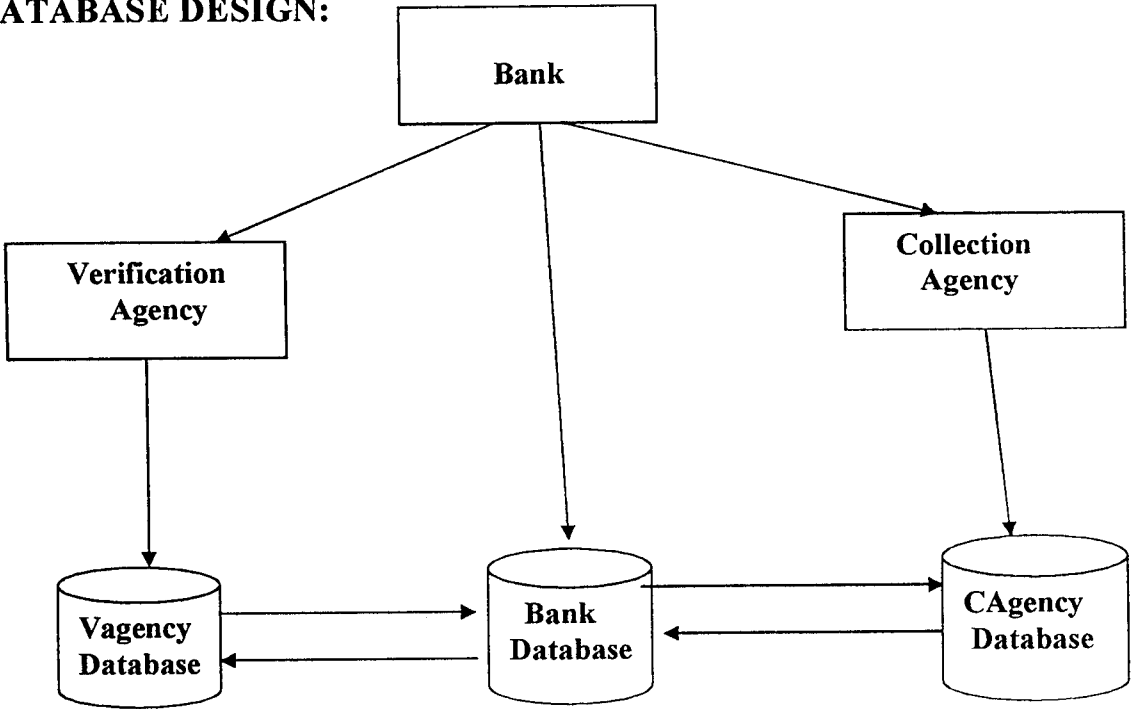 ATABASE DESIGN:
Bank
Verification
Agency
Collection
Agency
Vagency
Database
Bank
Database
CAgency
Database